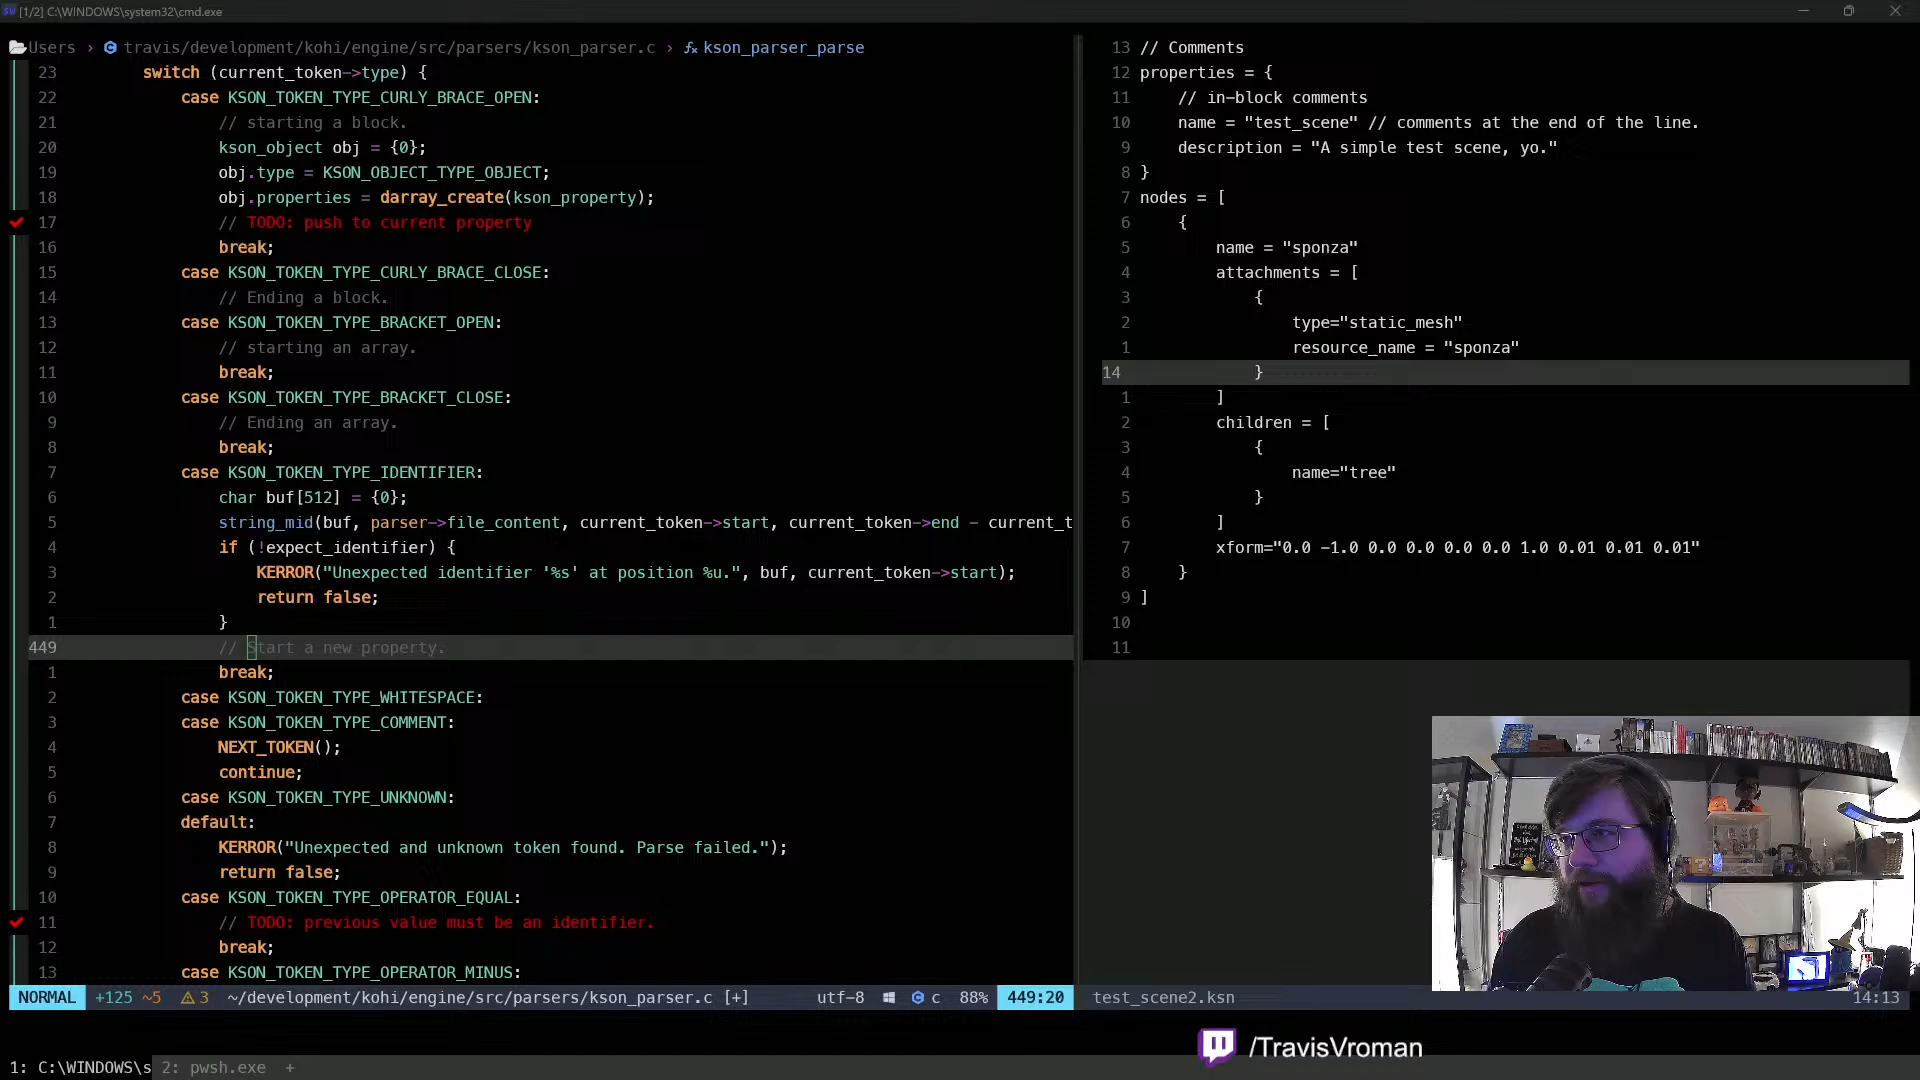 [1/2] C:\WINDOWS\system32\cmd.exe
Users › travis/development/kohi/engine/src/parsers/kson_parser.c › kson_parser_parse
23 switch (current_token->type) {
22 case KSON_TOKEN_TYPE_CURLY_BRACE_OPEN:
21 // starting a block.
20 kson_object obj = {0};
19 obj.type = KSON_OBJECT_TYPE_OBJECT;
18 obj.properties = darray_create(kson_property);
17 // TODO: push to current property
16 break;
15 case KSON_TOKEN_TYPE_CURLY_BRACE_CLOSE:
14 // Ending a block.
13 case KSON_TOKEN_TYPE_BRACKET_OPEN:
12 // starting an array.
11 break;
10 case KSON_TOKEN_TYPE_BRACKET_CLOSE:
9 // Ending an array.
8 break;
7 case KSON_TOKEN_TYPE_IDENTIFIER:
6 char buf[512] = {0};
5 string_mid(buf, parser->file_content, current_token->start, current_token->end - current_t
4 if (!expect_identifier) {
3 KERROR("Unexpected identifier '%s' at position %u.", buf, current_token->start);
2 return false;
1 }
449 // Start a new property.
1 break;
2 case KSON_TOKEN_TYPE_WHITESPACE:
3 case KSON_TOKEN_TYPE_COMMENT:
4 NEXT_TOKEN();
5 continue;
6 case KSON_TOKEN_TYPE_UNKNOWN:
7 default:
8 KERROR("Unexpected and unknown token found. Parse failed.");
9 return false;
10 case KSON_TOKEN_TYPE_OPERATOR_EQUAL:
11 // TODO: previous value must be an identifier.
12 break;
13 case KSON_TOKEN_TYPE_OPERATOR_MINUS:
NORMAL +125 ~5 3 ~/development/kohi/engine/src/parsers/kson_parser.c [+] utf-8 c 88% 449:20
13 // Comments
12 properties = {
11 // in-block comments
10 name = "test_scene" // comments at the end of the line.
9 description = "A simple test scene, yo."
8 }
7 nodes = [
6 {
5 name = "sponza"
4 attachments = [
3 {
2 type="static_mesh"
1 resource_name = "sponza"
14 }
1 ]
2 children = [
3 {
4 name="tree"
5 }
6 ]
7 xform="0.0 -1.0 0.0 0.0 0.0 0.0 1.0 0.01 0.01 0.01"
8 }
9 ]
10
11
test_scene2.ksn 14:13
/TravisVroman
1: C:\WINDOWS\s 2: pwsh.exe +